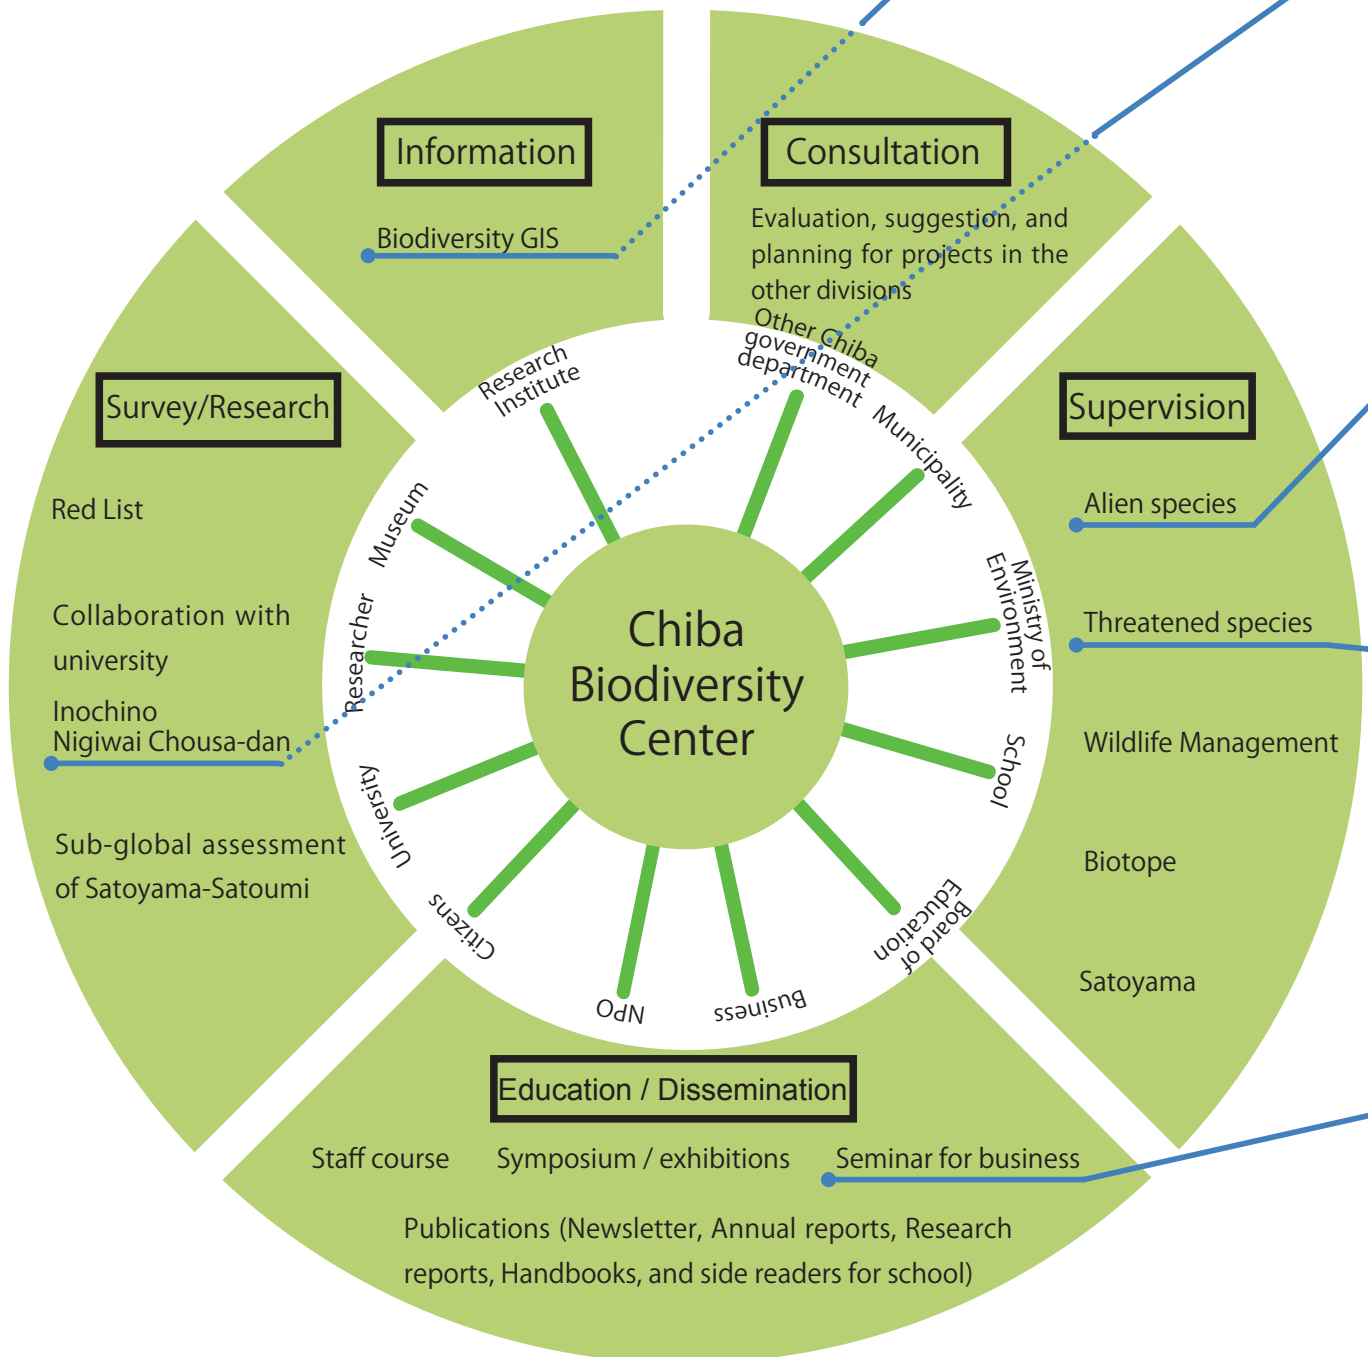 Information
Biodiversity GIS
Consultation
Evaluation, suggestion, and
planning for projects in the
other divisions
Survey/Research
Red List
Collaboration with
university
Inochino
Nigiwai Chousa-dan
Sub-global assessment
of Satoyama-Satoumi
Supervision
Alien species
Threatened species
Wildlife Management
Biotope
Satoyama
Research
Institute
Other Chiba
government
department
Municipality
Ministry of
Environment
School
Board of
Education
Business
NPO
Citizens
University
Researcher
Museum
Chiba
Biodiversity
Center
Education / Dissemination
Staff course
Symposium / exhibitions
Seminar for business
Publications (Newsletter, Annual reports, Research
reports, Handbooks, and side readers for school)